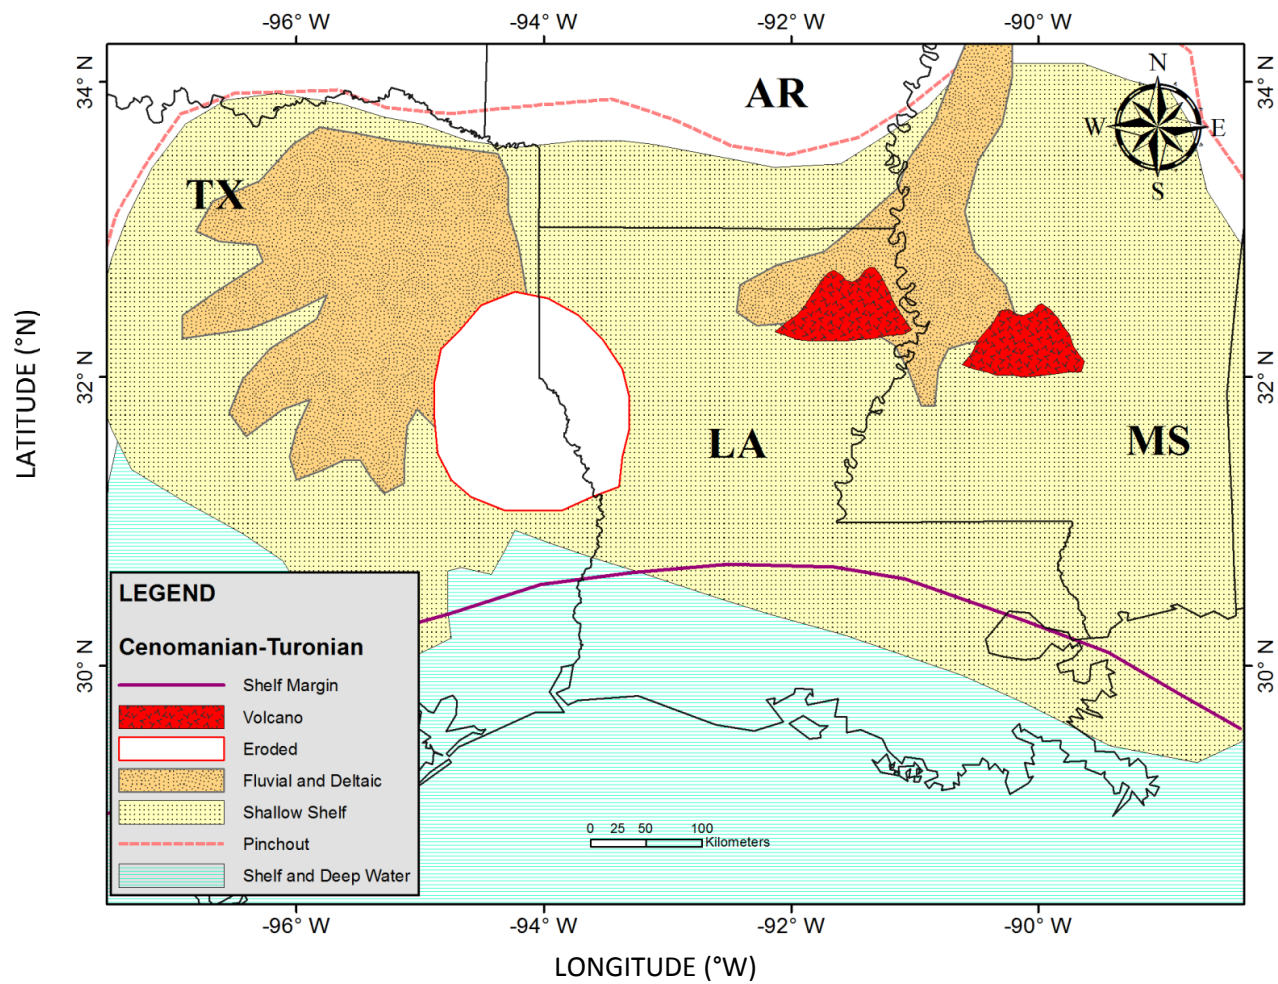 -96° W -94° W -92° W -90° W
34° N
34° N
AR
N
W E
S
TX
32° N
32° N
LA
MS
LATITUDE (°N)
LEGEND
Cenomanian-Turonian
Shelf Margin
Volcano
Eroded
Fluvial and Deltaic
Shallow Shelf
Pinchout
Shelf and Deep Water
30° N
30° N
0 25 50 100
Kilometers
-96° W -94° W -92° W -90° W
LONGITUDE (°W)